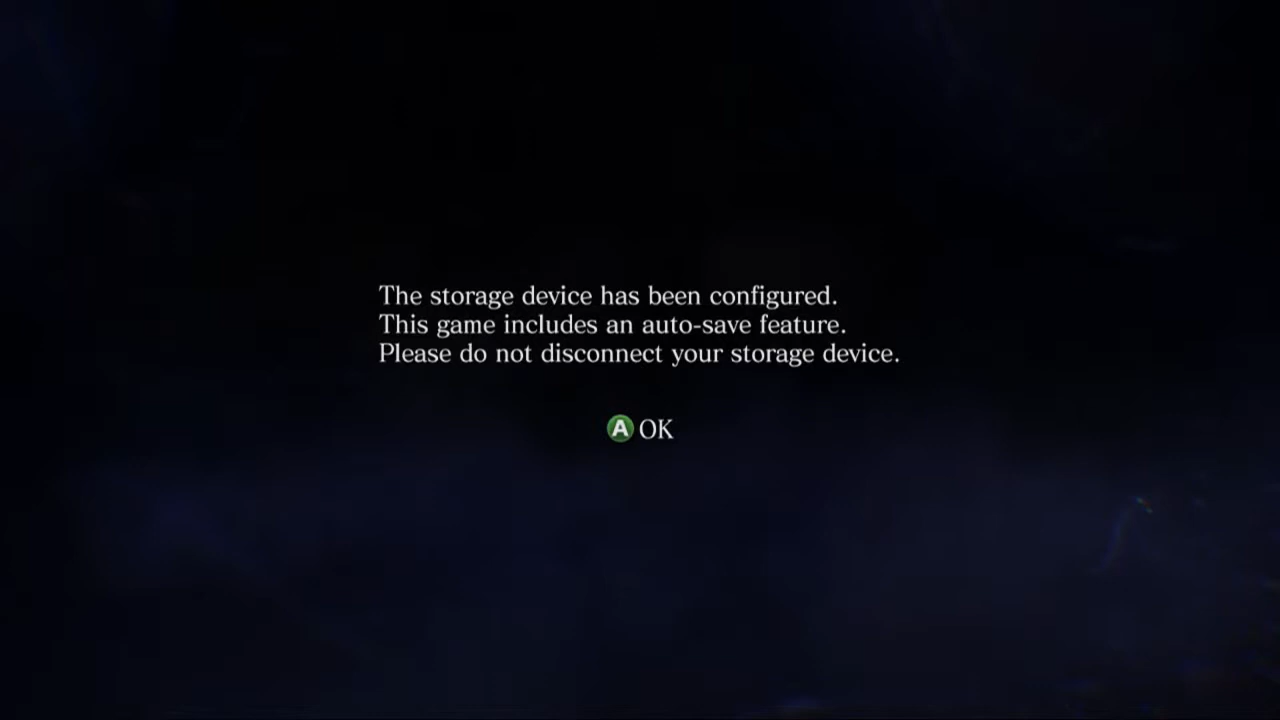 The storage device has been configured.
This game includes an auto-save feature.
Please do not disconnect your storage device.
A OK